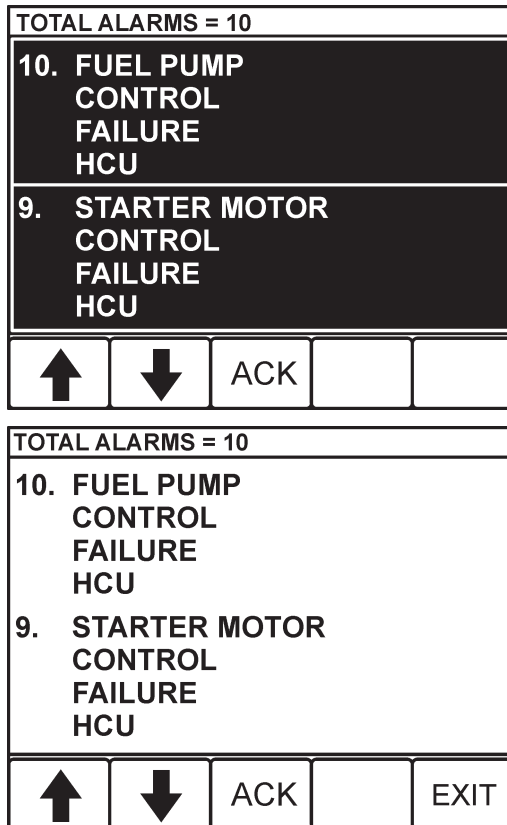 TOTAL ALARMS = 10
10. FUEL PUMP
CONTROL
FAILURE
HCU
9. STARTER MOTOR
CONTROL
FAILURE
HCU
ACK
TOTAL ALARMS = 10
10. FUEL PUMP
CONTROL
FAILURE
HCU
9. STARTER MOTOR
CONTROL
FAILURE
HCU
ACK EXIT